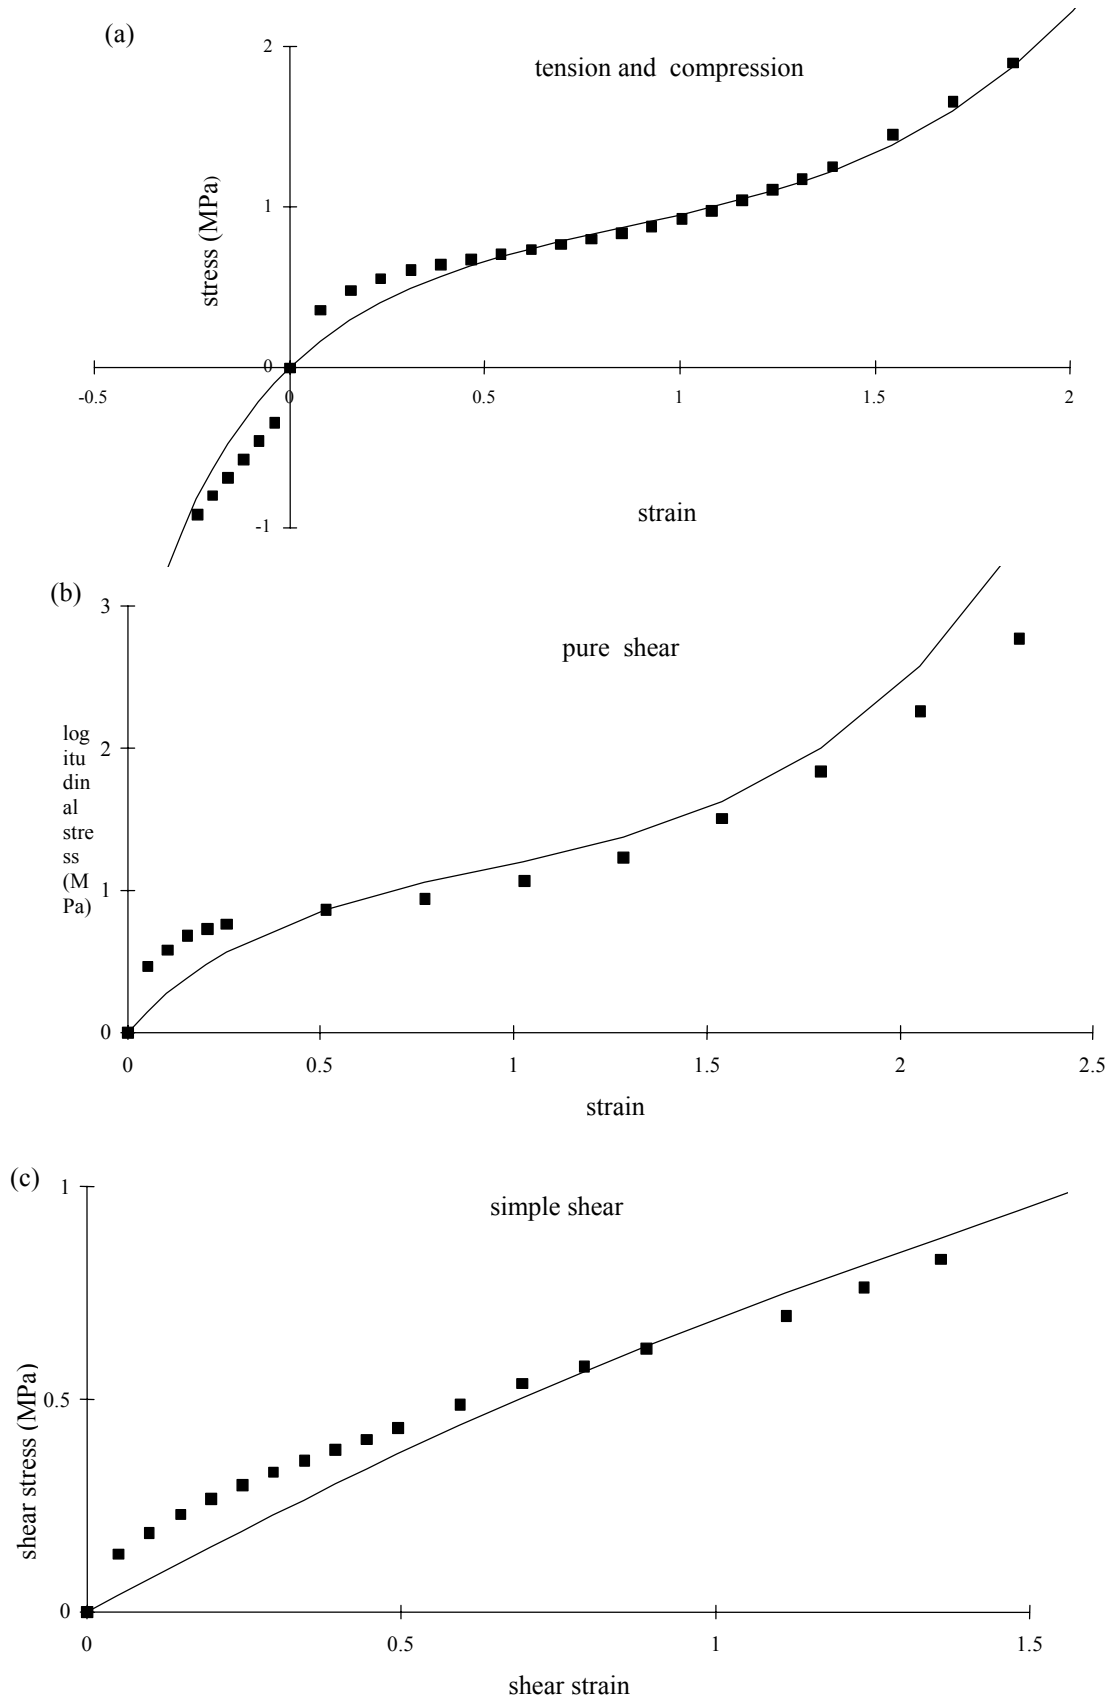 (a)
2
tension and compression
1
stress (MPa)
0
-0.5
0
0.5
1
1.5
2
-1
strain
(b)
3
pure shear
log
itu
din
al
stre
ss
(M
Pa)
2
1
0
0
0.5
1
1.5
2
2.5
strain
(c)
1
simple shear
0.5
shear stress (MPa)
0
0
0.5
1
1.5
shear strain